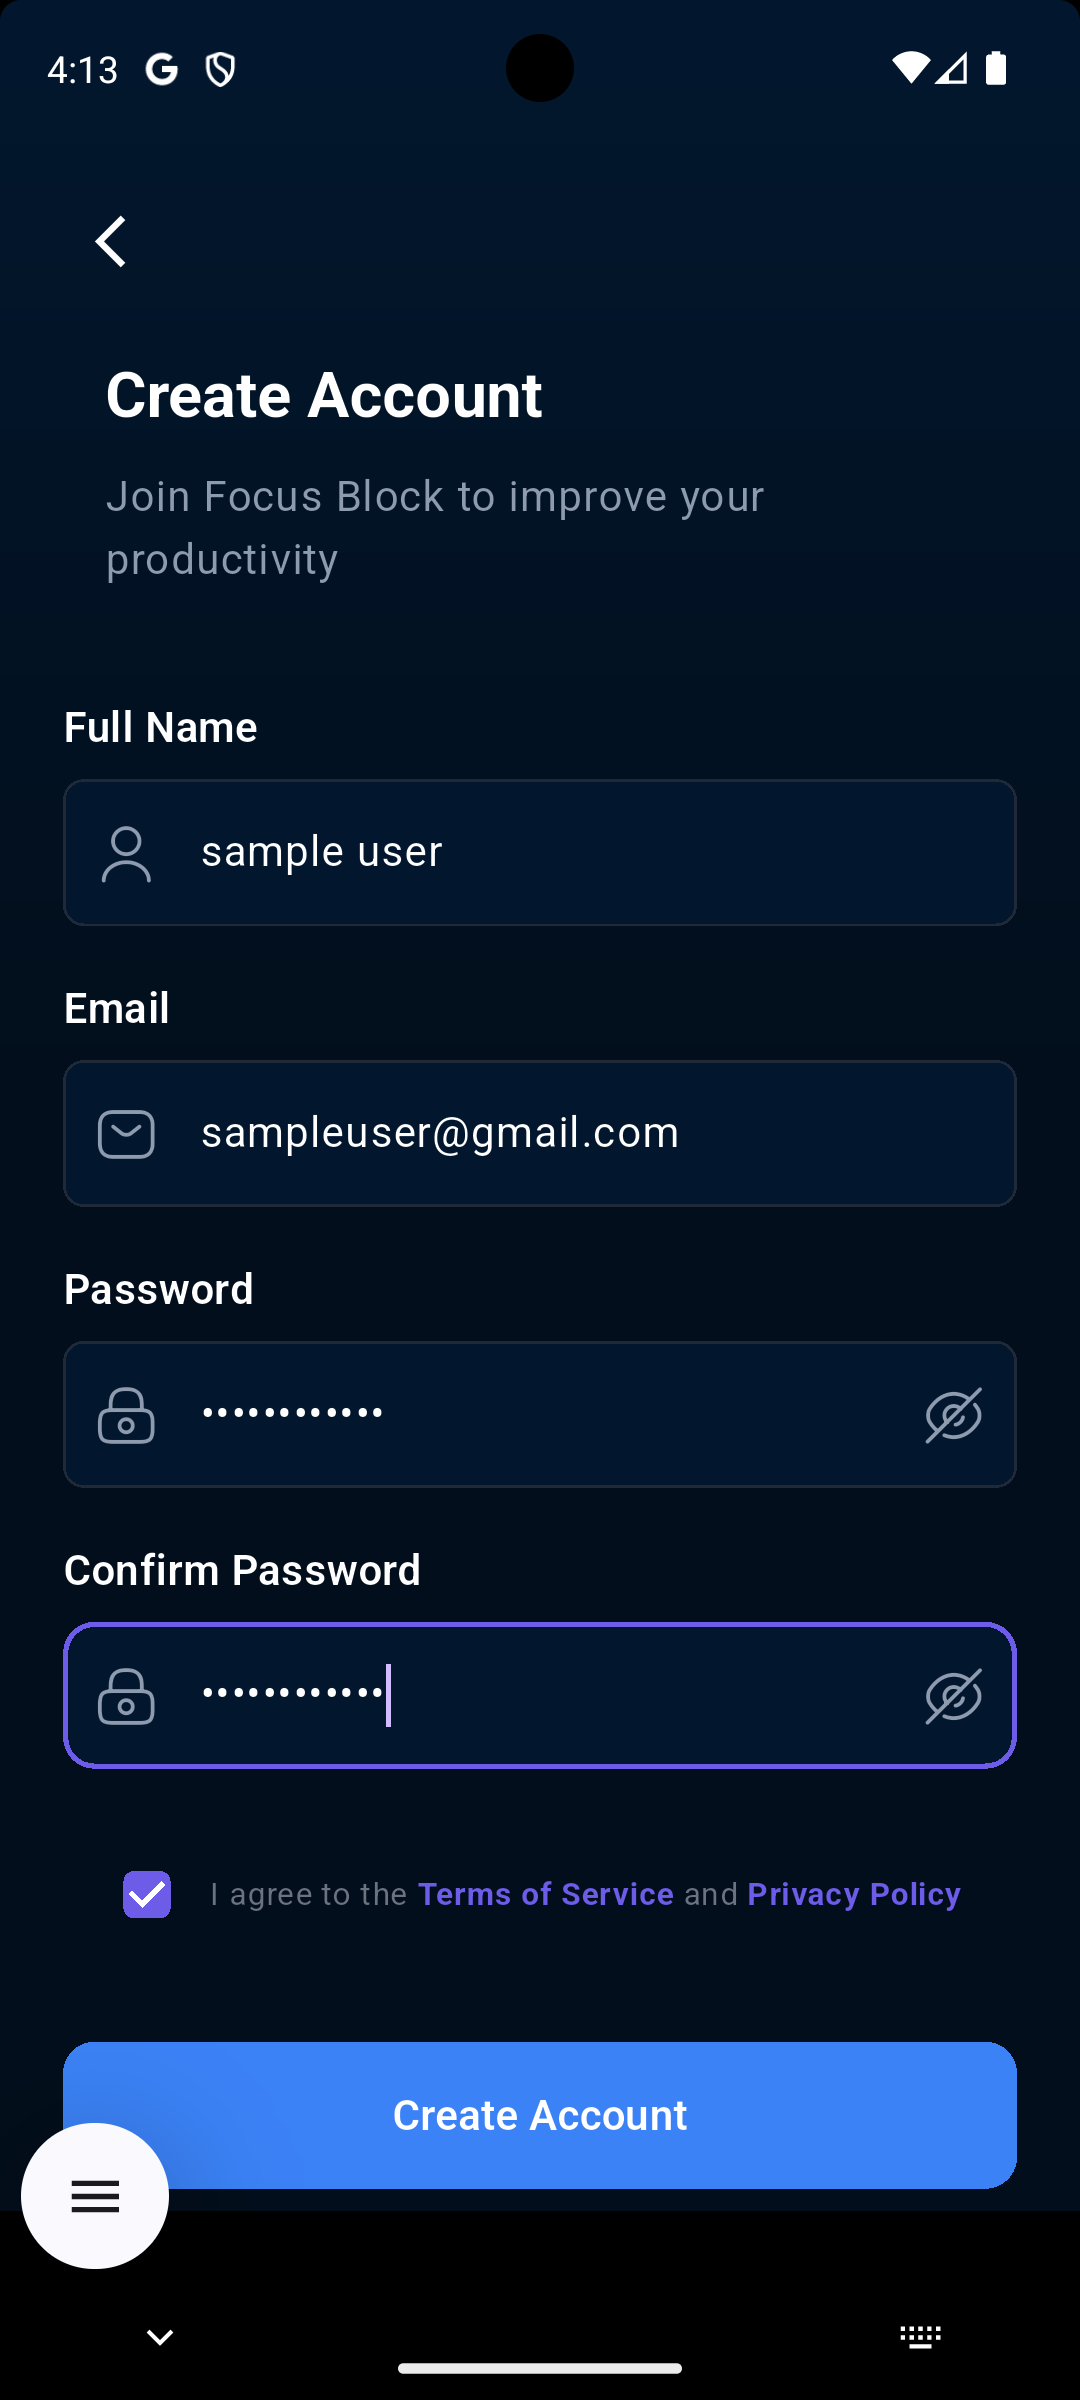 4:13
Create Account
Join Focus Block to improve your
productivity
Full Name
sample user
Email
sampleuser@gmail.com
Password
••••••••••••
Confirm Password
••••••••••••
I agree to the Terms of Service and Privacy Policy
Create Account